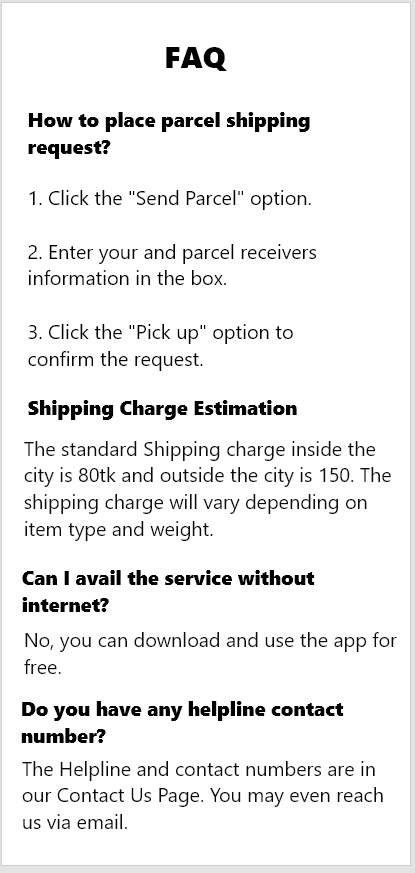 FAQ
How to place parcel shipping
request?
1. Click the "Send Parcel" option.
2. Enter your and parcel receivers
information in the box.
3. Click the "Pick up" option to
confirm the request.
Shipping Charge Estimation
The standard Shipping charge inside the
city is 80tk and outside the city is 150. The
shipping charge will vary depending on
item type and weight.
Can I avail the service without
internet?
No, you can download and use the app for
free.
Do you have any helpline contact
number?
The Helpline and contact numbers are in
our Contact Us Page. You may even reach
us via email.